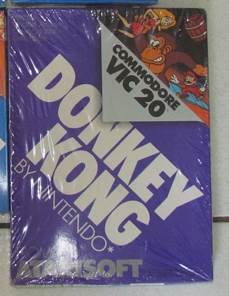 COMMODORE
VIC 20
DONKEY
KONG
BY NINTENDO
ATARISOFT